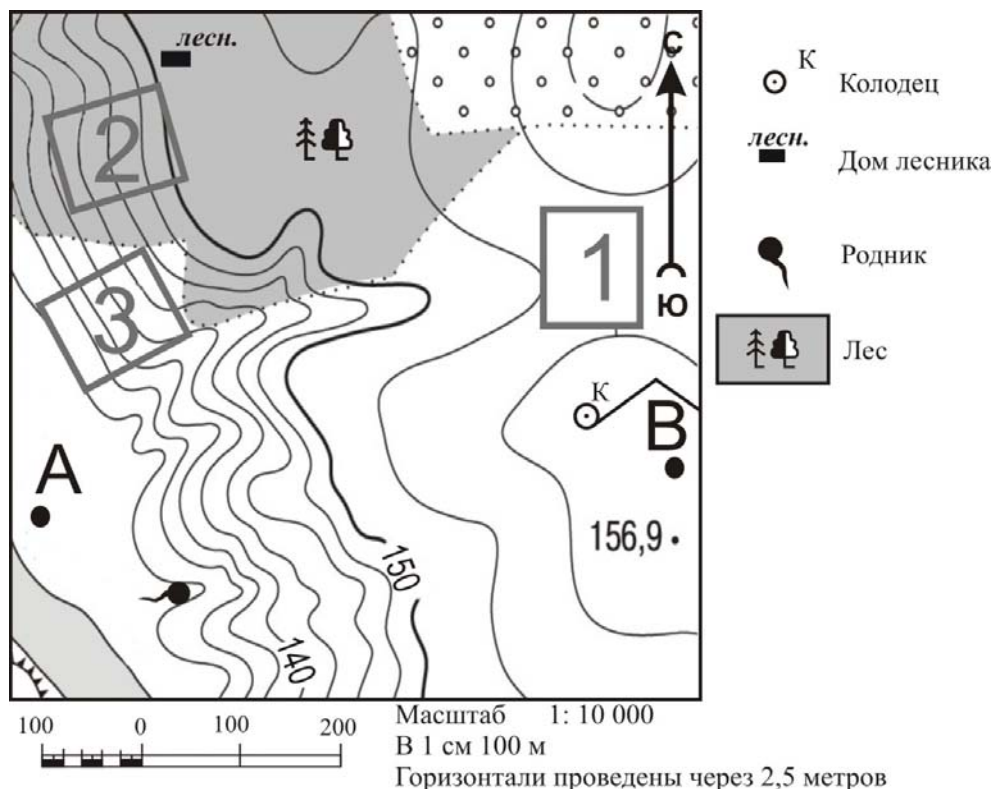 лесн.
С
К
Колодец
лесн.
Дом лесника
2
1
Ю
Родник
3
Лес
К
А
В
156,9
150
140
100 0 100 200
Масштаб 1: 10 000
В 1 см 100 м
Горизонтали проведены через 2,5 метров